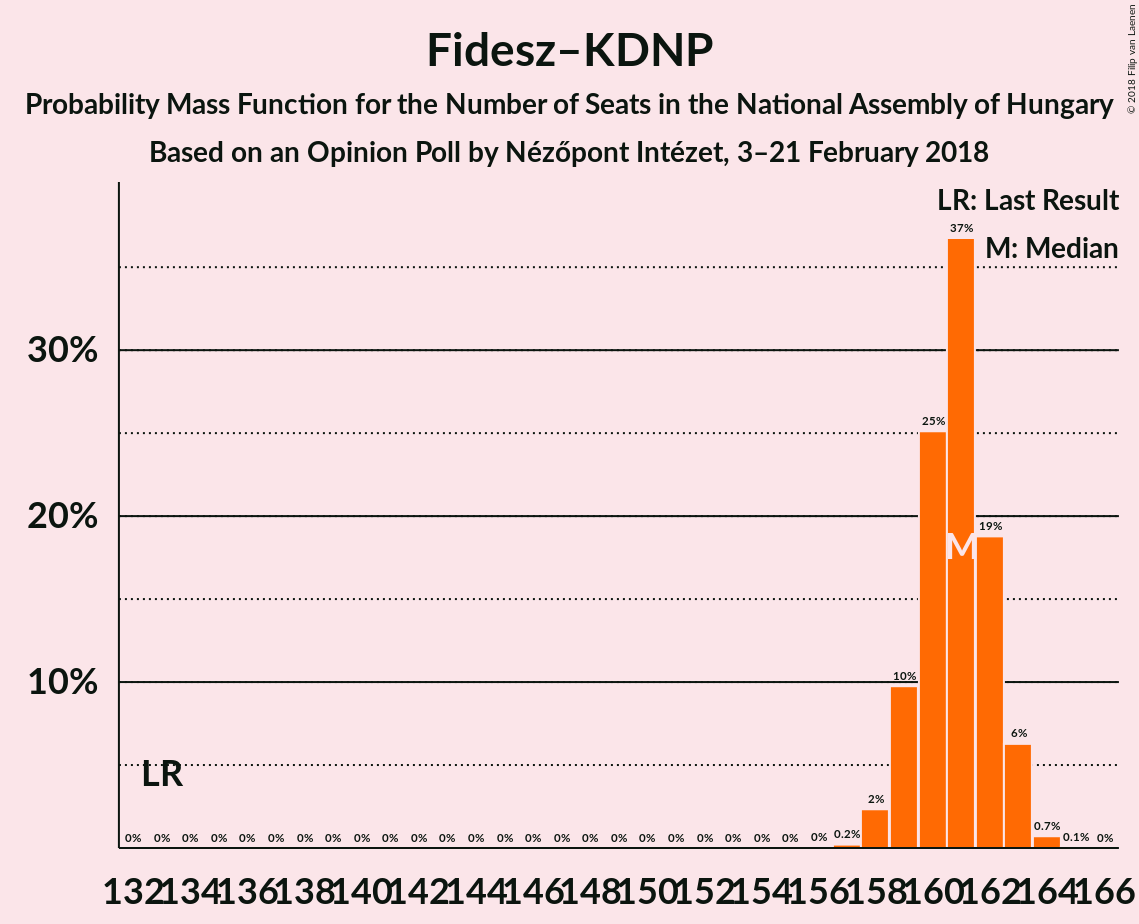 Fidesz–KDNP
Probability Mass Function for the Number of Seats in the National Assembly of Hungary
Based on an Opinion Poll by Nézőpont Intézet, 3–21 February 2018
© 2018 Filip van Laenen
LR: Last Result
M: Median
37%
30%
25%
20%
19%
M
10%
10%
6%
LR
2%
0% 0% 0% 0% 0% 0% 0% 0% 0% 0% 0% 0% 0% 0% 0% 0% 0% 0% 0% 0% 0% 0% 0% 0% 0% 0.2% 0.7% 0.1% 0%
132 134 136 138 140 142 144 146 148 150 152 154 156 158 160 162 164 166